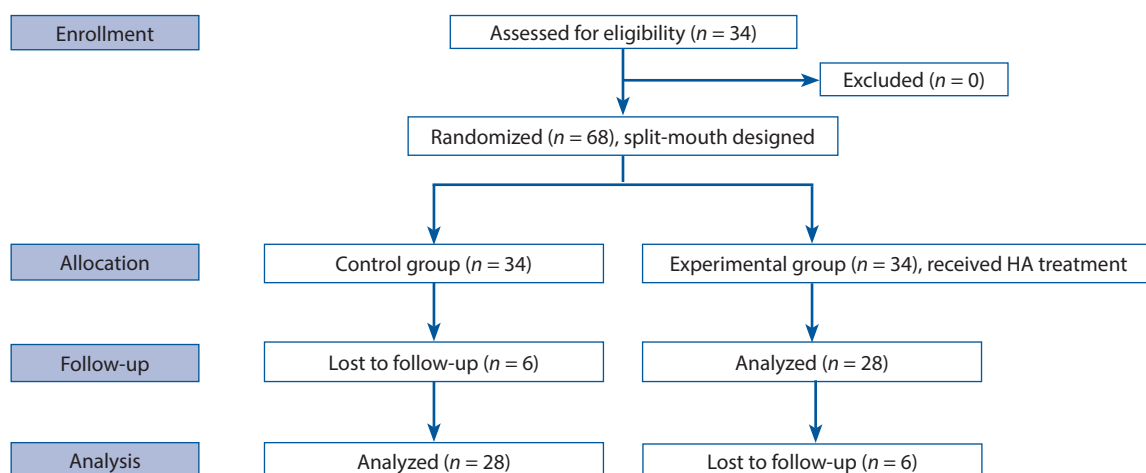 Enrollment
Assessed for eligibility (n = 34)
Excluded (n = 0)
Randomized (n = 68), split-mouth designed
Allocation
Control group (n = 34)
Experimental group (n = 34), received HA treatment
Follow-up
Lost to follow-up (n = 6)
Analyzed (n = 28)
Analysis
Analyzed (n = 28)
Lost to follow-up (n = 6)